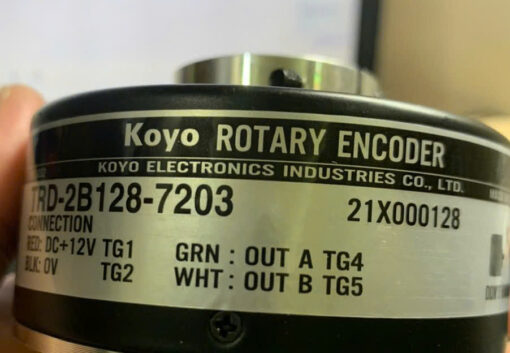 Koyo ROTARY ENCODER
KOYO ELECTRONICS INDUSTRIES CO., LTD.
TRD-2B128-7203 21X000128
CONNECTION
RED: DC+12V TG1 GRN : OUT A TG4
BLK: 0V TG2 WHT : OUT B TG5